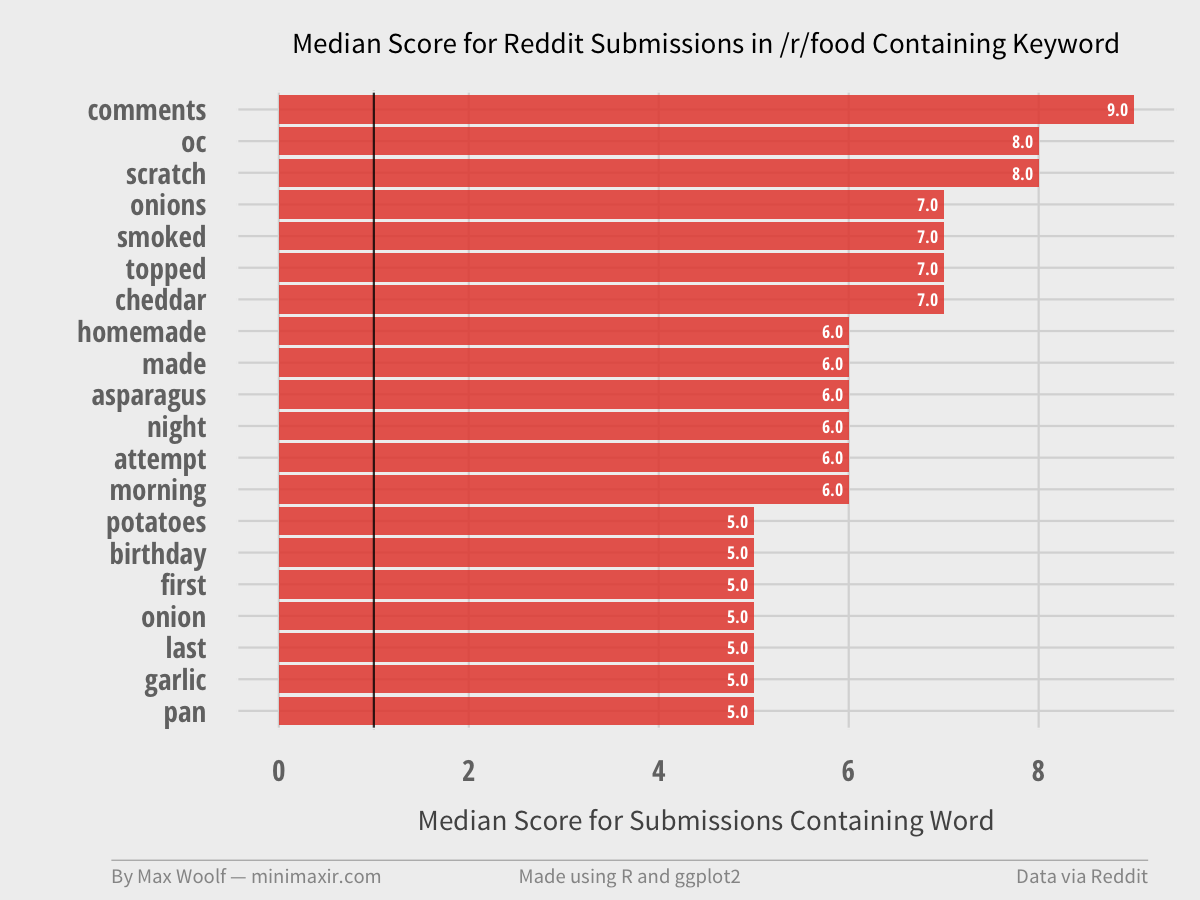 Median Score for Reddit Submissions in /r/food Containing Keyword
comments 9.0
oc 8.0
scratch 8.0
onions 7.0
smoked 7.0
topped 7.0
cheddar 7.0
homemade 6.0
made 6.0
asparagus 6.0
night 6.0
attempt 6.0
morning 6.0
potatoes 5.0
birthday 5.0
first 5.0
onion 5.0
last 5.0
garlic 5.0
pan 5.0
0 2 4 6 8
Median Score for Submissions Containing Word
By Max Woolf — minimaxir.com Made using R and ggplot2 Data via Reddit